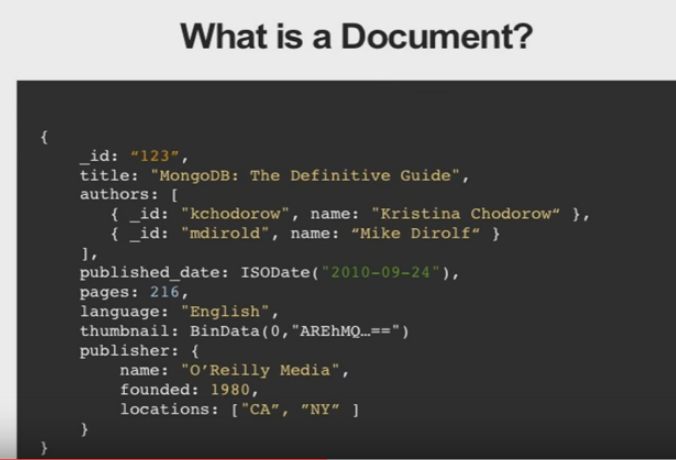 What is a Document?
{
_id: “123”,
title: "MongoDB: The Definitive Guide",
authors: [
{ _id: "kchodorow", name: "Kristina Chodorow“ },
{ _id: "mdirold", name: “Mike Dirolf“ }
],
published_date: ISODate("2010-09-24"),
pages: 216,
language: "English",
thumbnail: BinData(0,"AREhMQ…==")
publisher: {
name: "O’Reilly Media",
founded: 1980,
locations: ["CA”, ”NY” ]
}
}